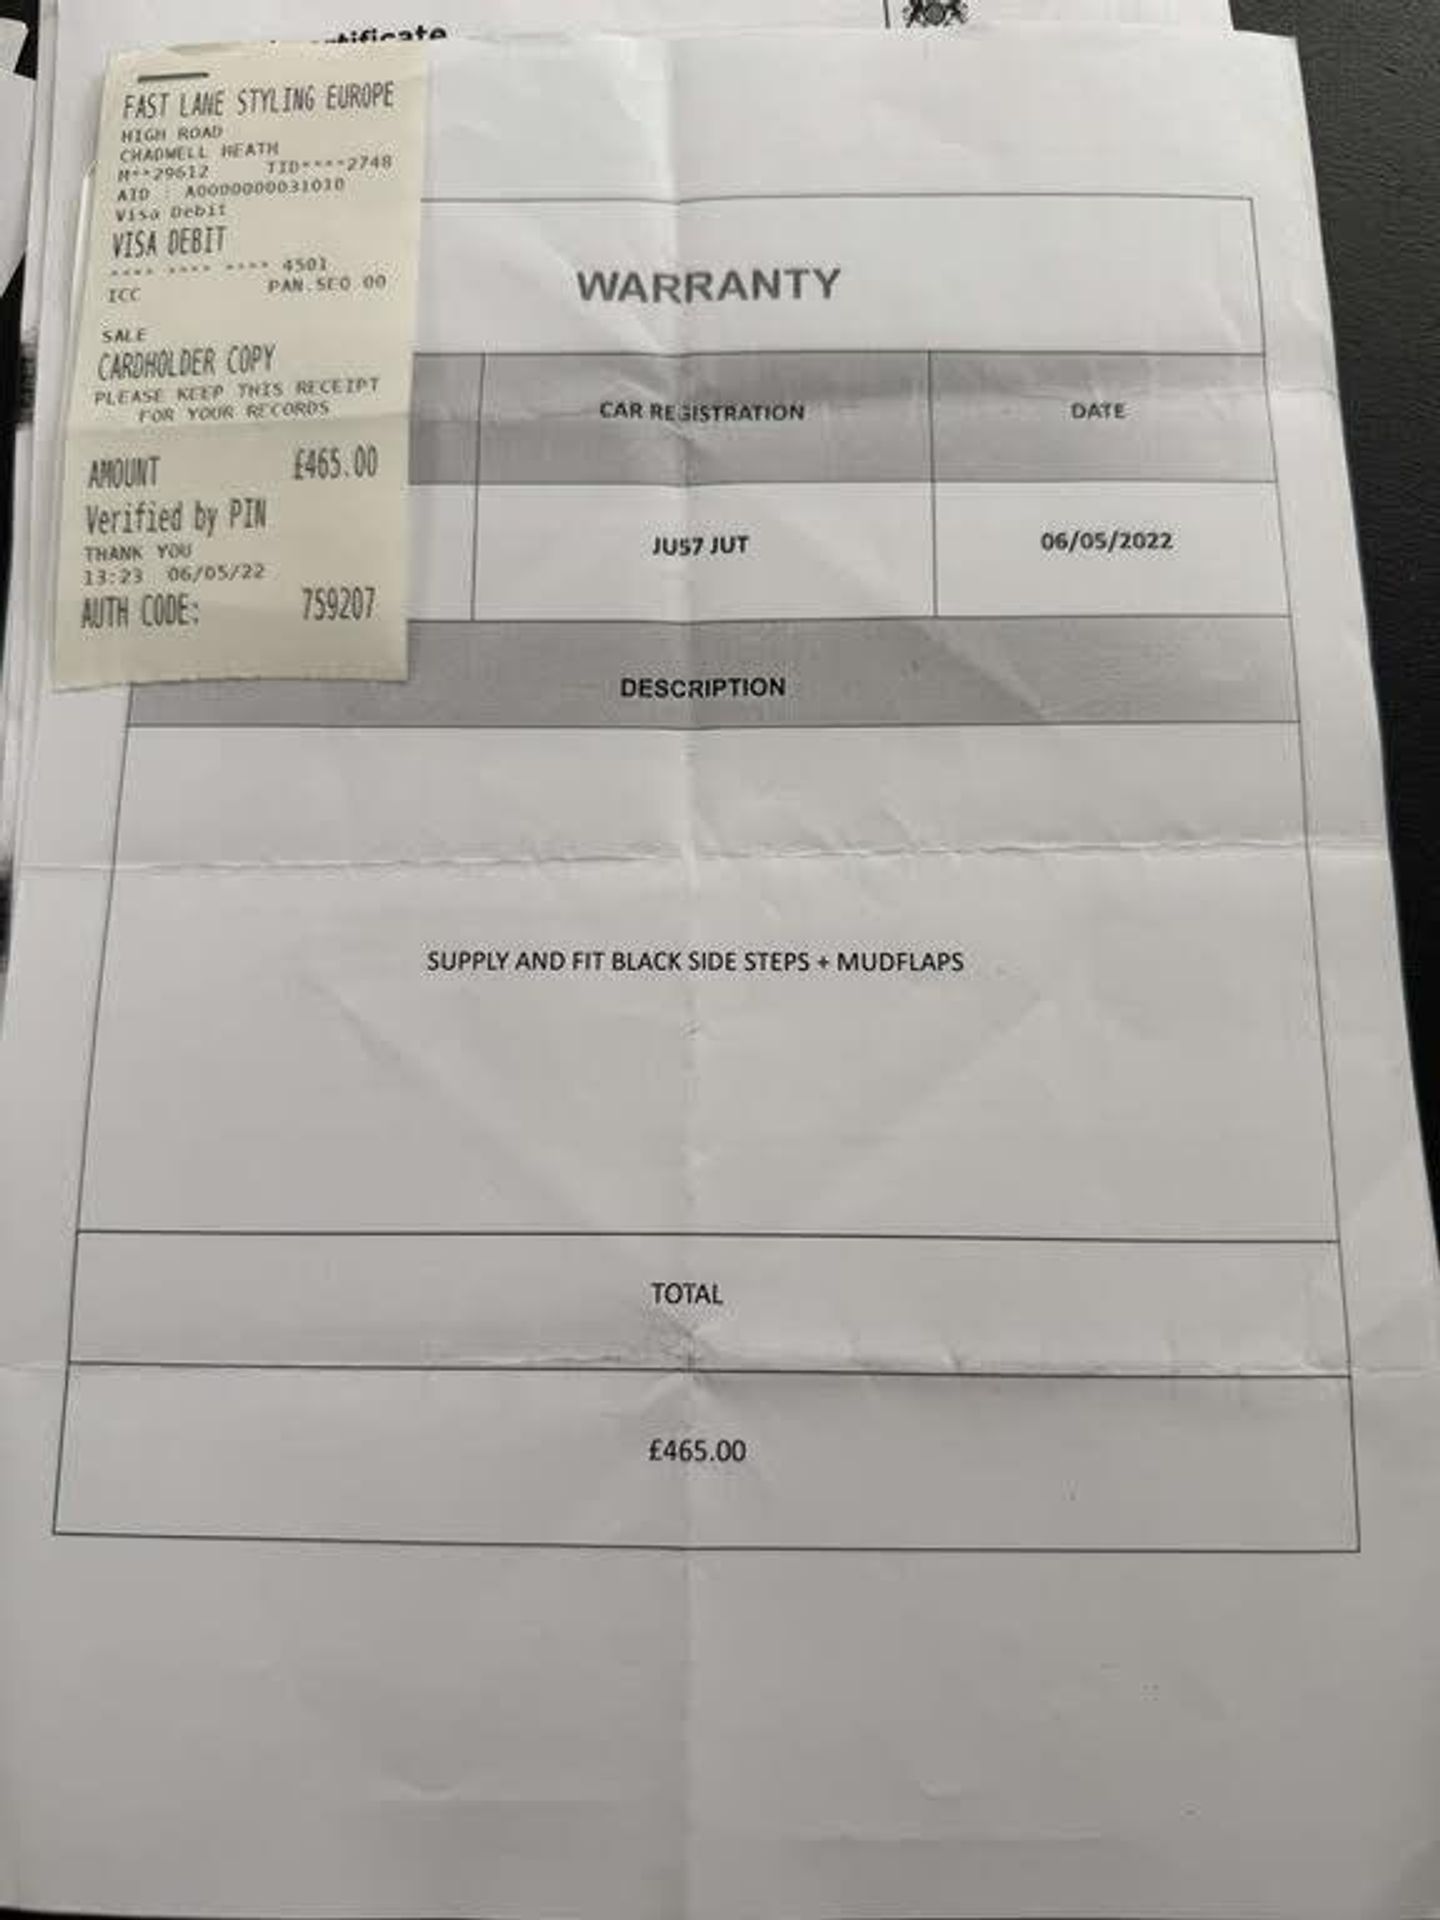 tificate
FAST LANE STYLING EUROPE
HIGH ROAD
CHADWELL HEATH
M**29612 TID****2748
AID : A0000000031010
Visa Debit
VISA DEBIT
**** **** **** 4501
ICC PAN.SEQ 00
SALE
CARDHOLDER COPY
PLEASE KEEP THIS RECEIPT
FOR YOUR RECORDS
AMOUNT £465.00
Verified by PIN
THANK YOU
13:23 06/05/22
AUTH CODE: 759207
WARRANTY
CAR REGISTRATION DATE
JU57 JUT 06/05/2022
DESCRIPTION
SUPPLY AND FIT BLACK SIDE STEPS + MUDFLAPS
TOTAL
£465.00